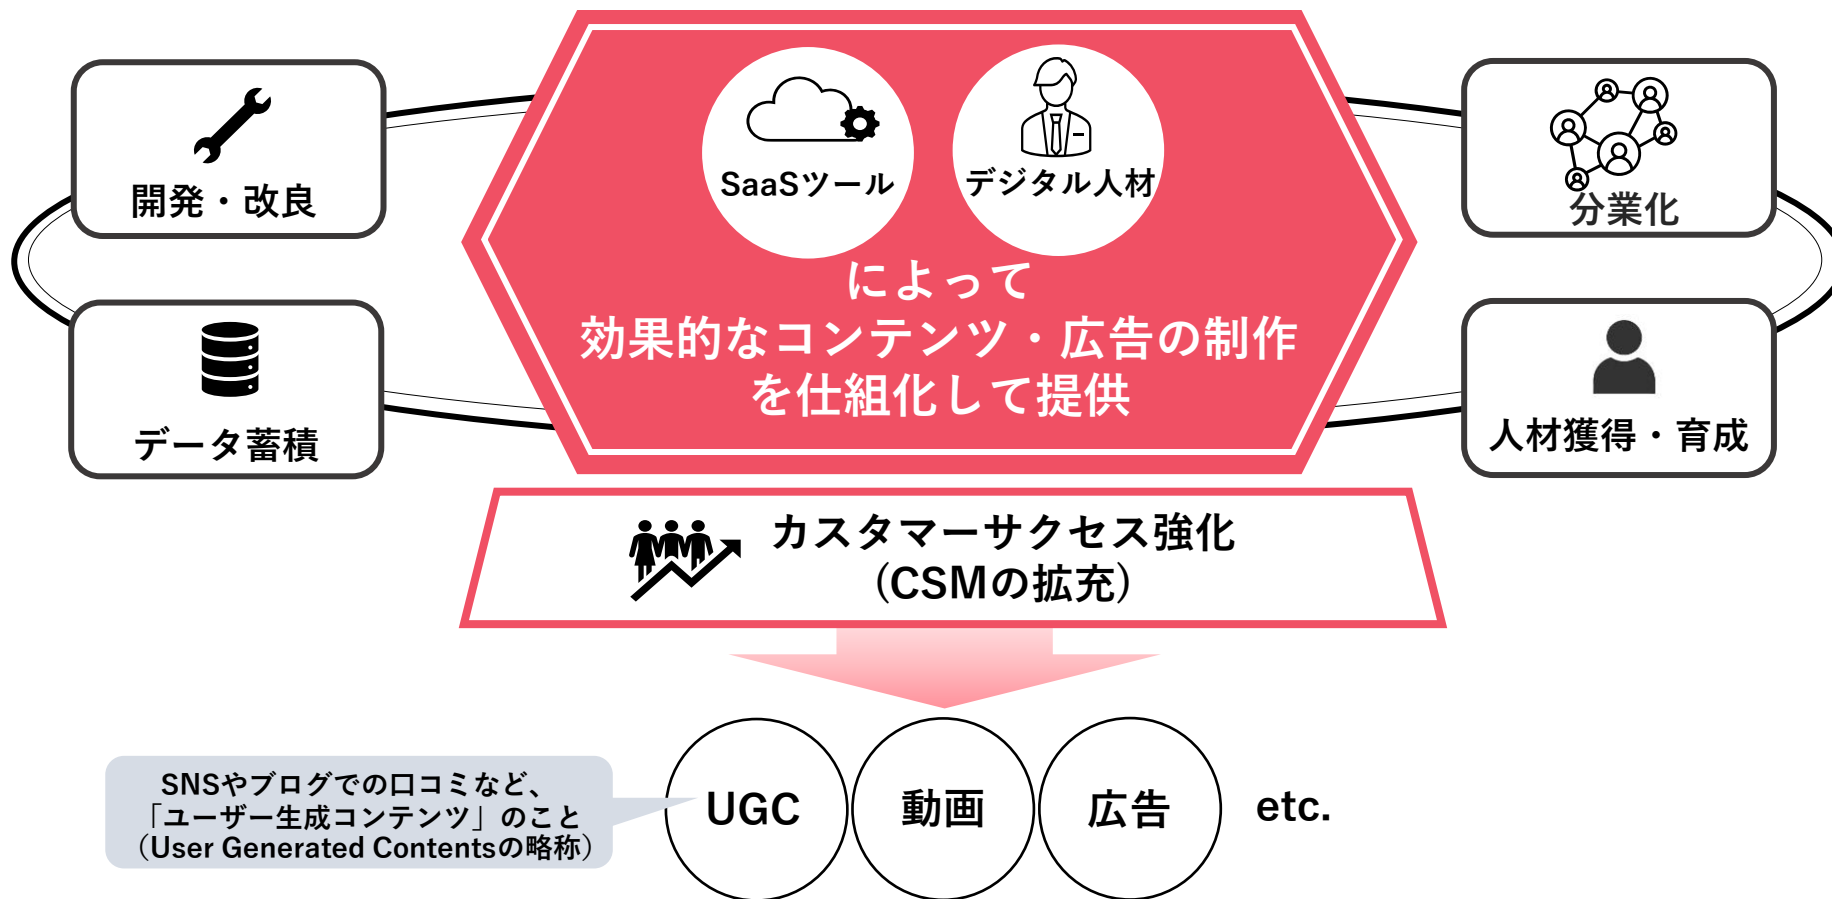 開発・改良
データ蓄積
SaaSツール
デジタル人材
によって
効果的なコンテンツ・広告の制作
を仕組化して提供
分業化
人材獲得・育成
カスタマーサクセス強化
（CSMの拡充）
SNSやブログでの口コミなど、
「ユーザー生成コンテンツ」のこと
（User Generated Contentsの略称）
UGC
動画
広告
etc.